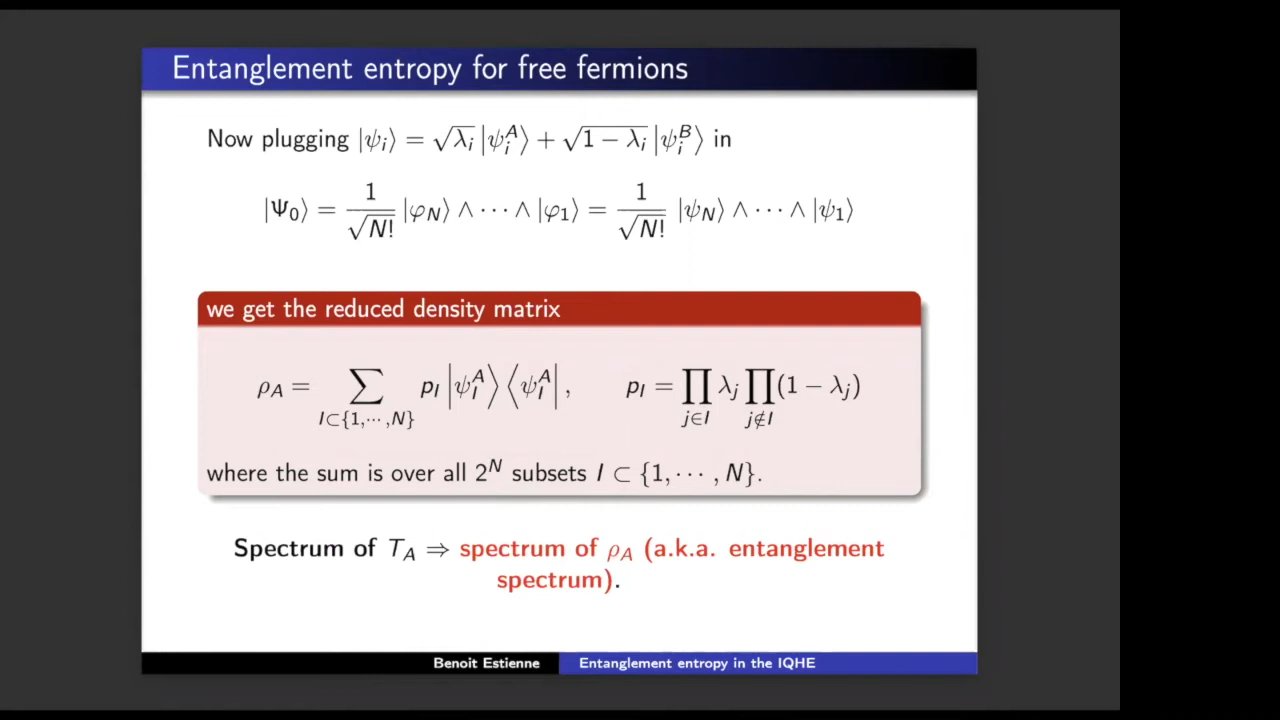 Entanglement entropy for free fermions
Now plugging |ψᵢ⟩ = √λᵢ |ψᵢᴬ⟩ + √(1 − λᵢ) |ψᵢᴮ⟩ in
|Ψ₀⟩ = 1/√N! |φ_N⟩ ∧ ⋯ ∧ |φ₁⟩ = 1/√N! |ψ_N⟩ ∧ ⋯ ∧ |ψ₁⟩
we get the reduced density matrix
ρ_A = ∑_{I⊂{1,⋯,N}} p_I |ψ_I^A⟩ ⟨ψ_I^A|, p_I = ∏_{j∈I} λ_j ∏_{j∉I} (1 − λ_j)
where the sum is over all 2^N subsets I ⊂ {1, ⋯ , N}.
Spectrum of T_A ⇒ spectrum of ρ_A (a.k.a. entanglement
spectrum).
Benoit Estienne Entanglement entropy in the IQHE